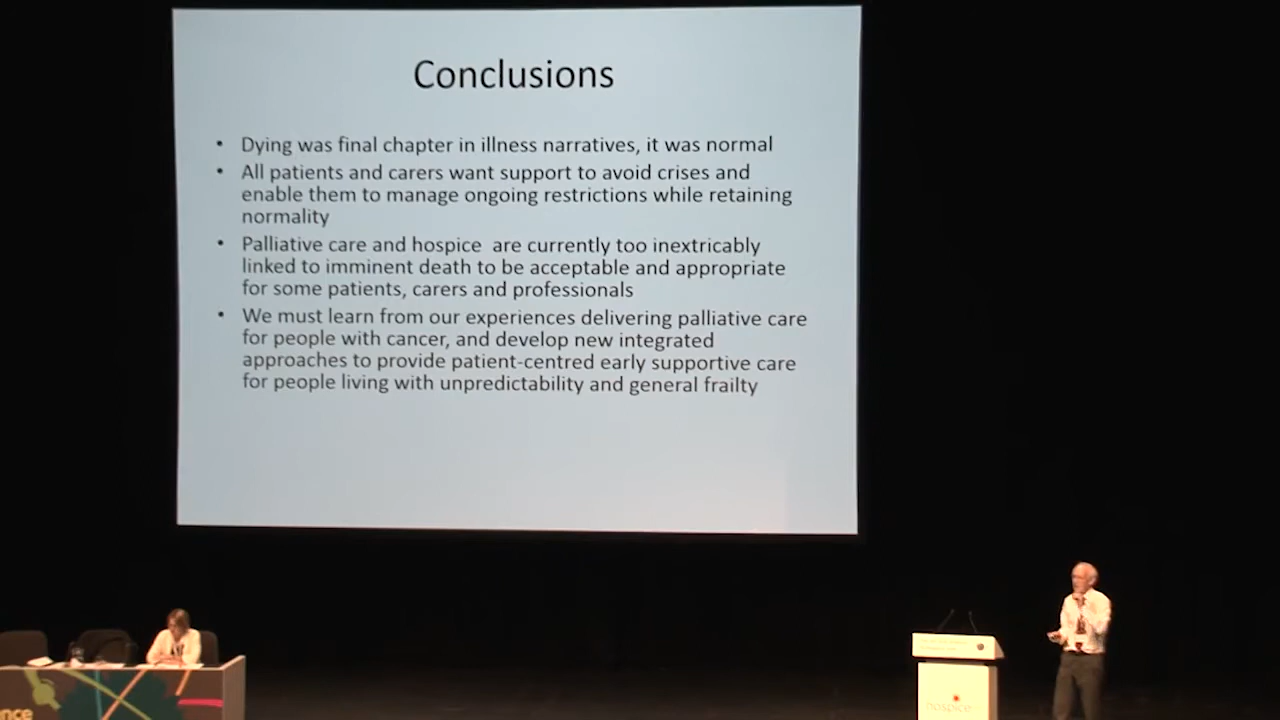 Conclusions
• Dying was final chapter in illness narratives, it was normal
• All patients and carers want support to avoid crises and
enable them to manage ongoing restrictions while retaining
normality
• Palliative care and hospice are currently too inextricably
linked to imminent death to be acceptable and appropriate
for some patients, carers and professionals
• We must learn from our experiences delivering palliative care
for people with cancer, and develop new integrated
approaches to provide patient-centred early supportive care
for people living with unpredictability and general frailty
hospice
nce